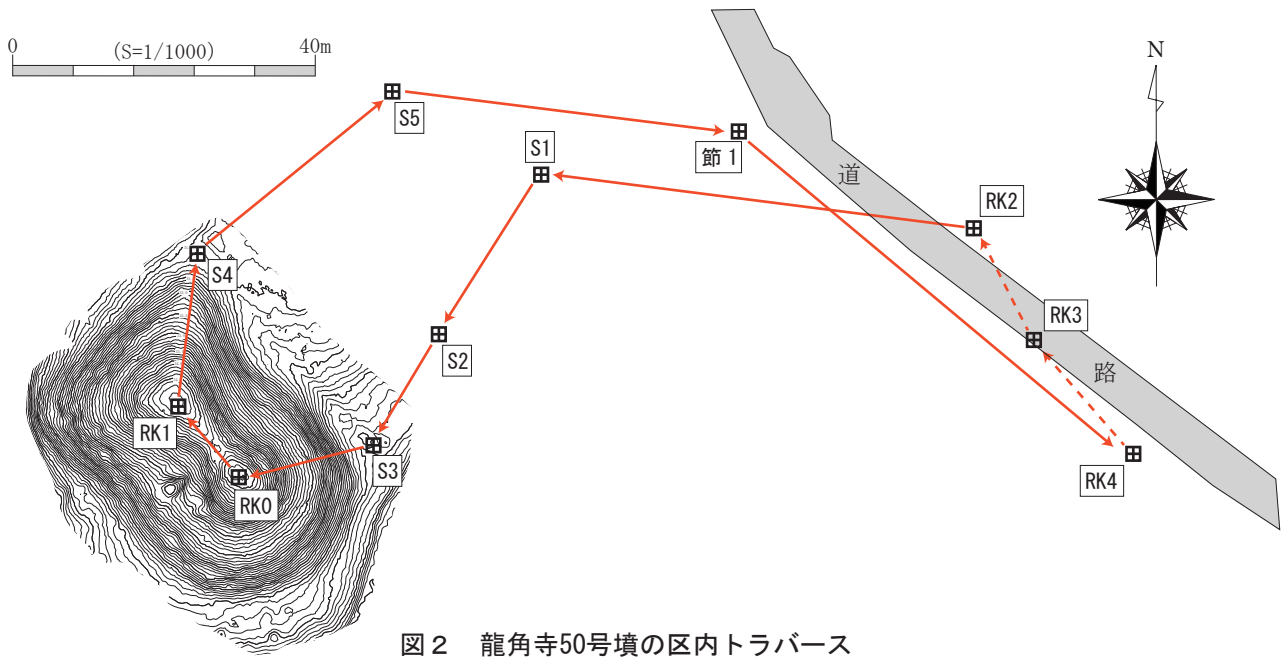 0 (S=1/1000) 40m
N
S5
節1
S1
道
RK2
S4
RK3
S2
路
RK1
S3
RK4
RK0
図2 龍角寺50号墳の区内トラバース